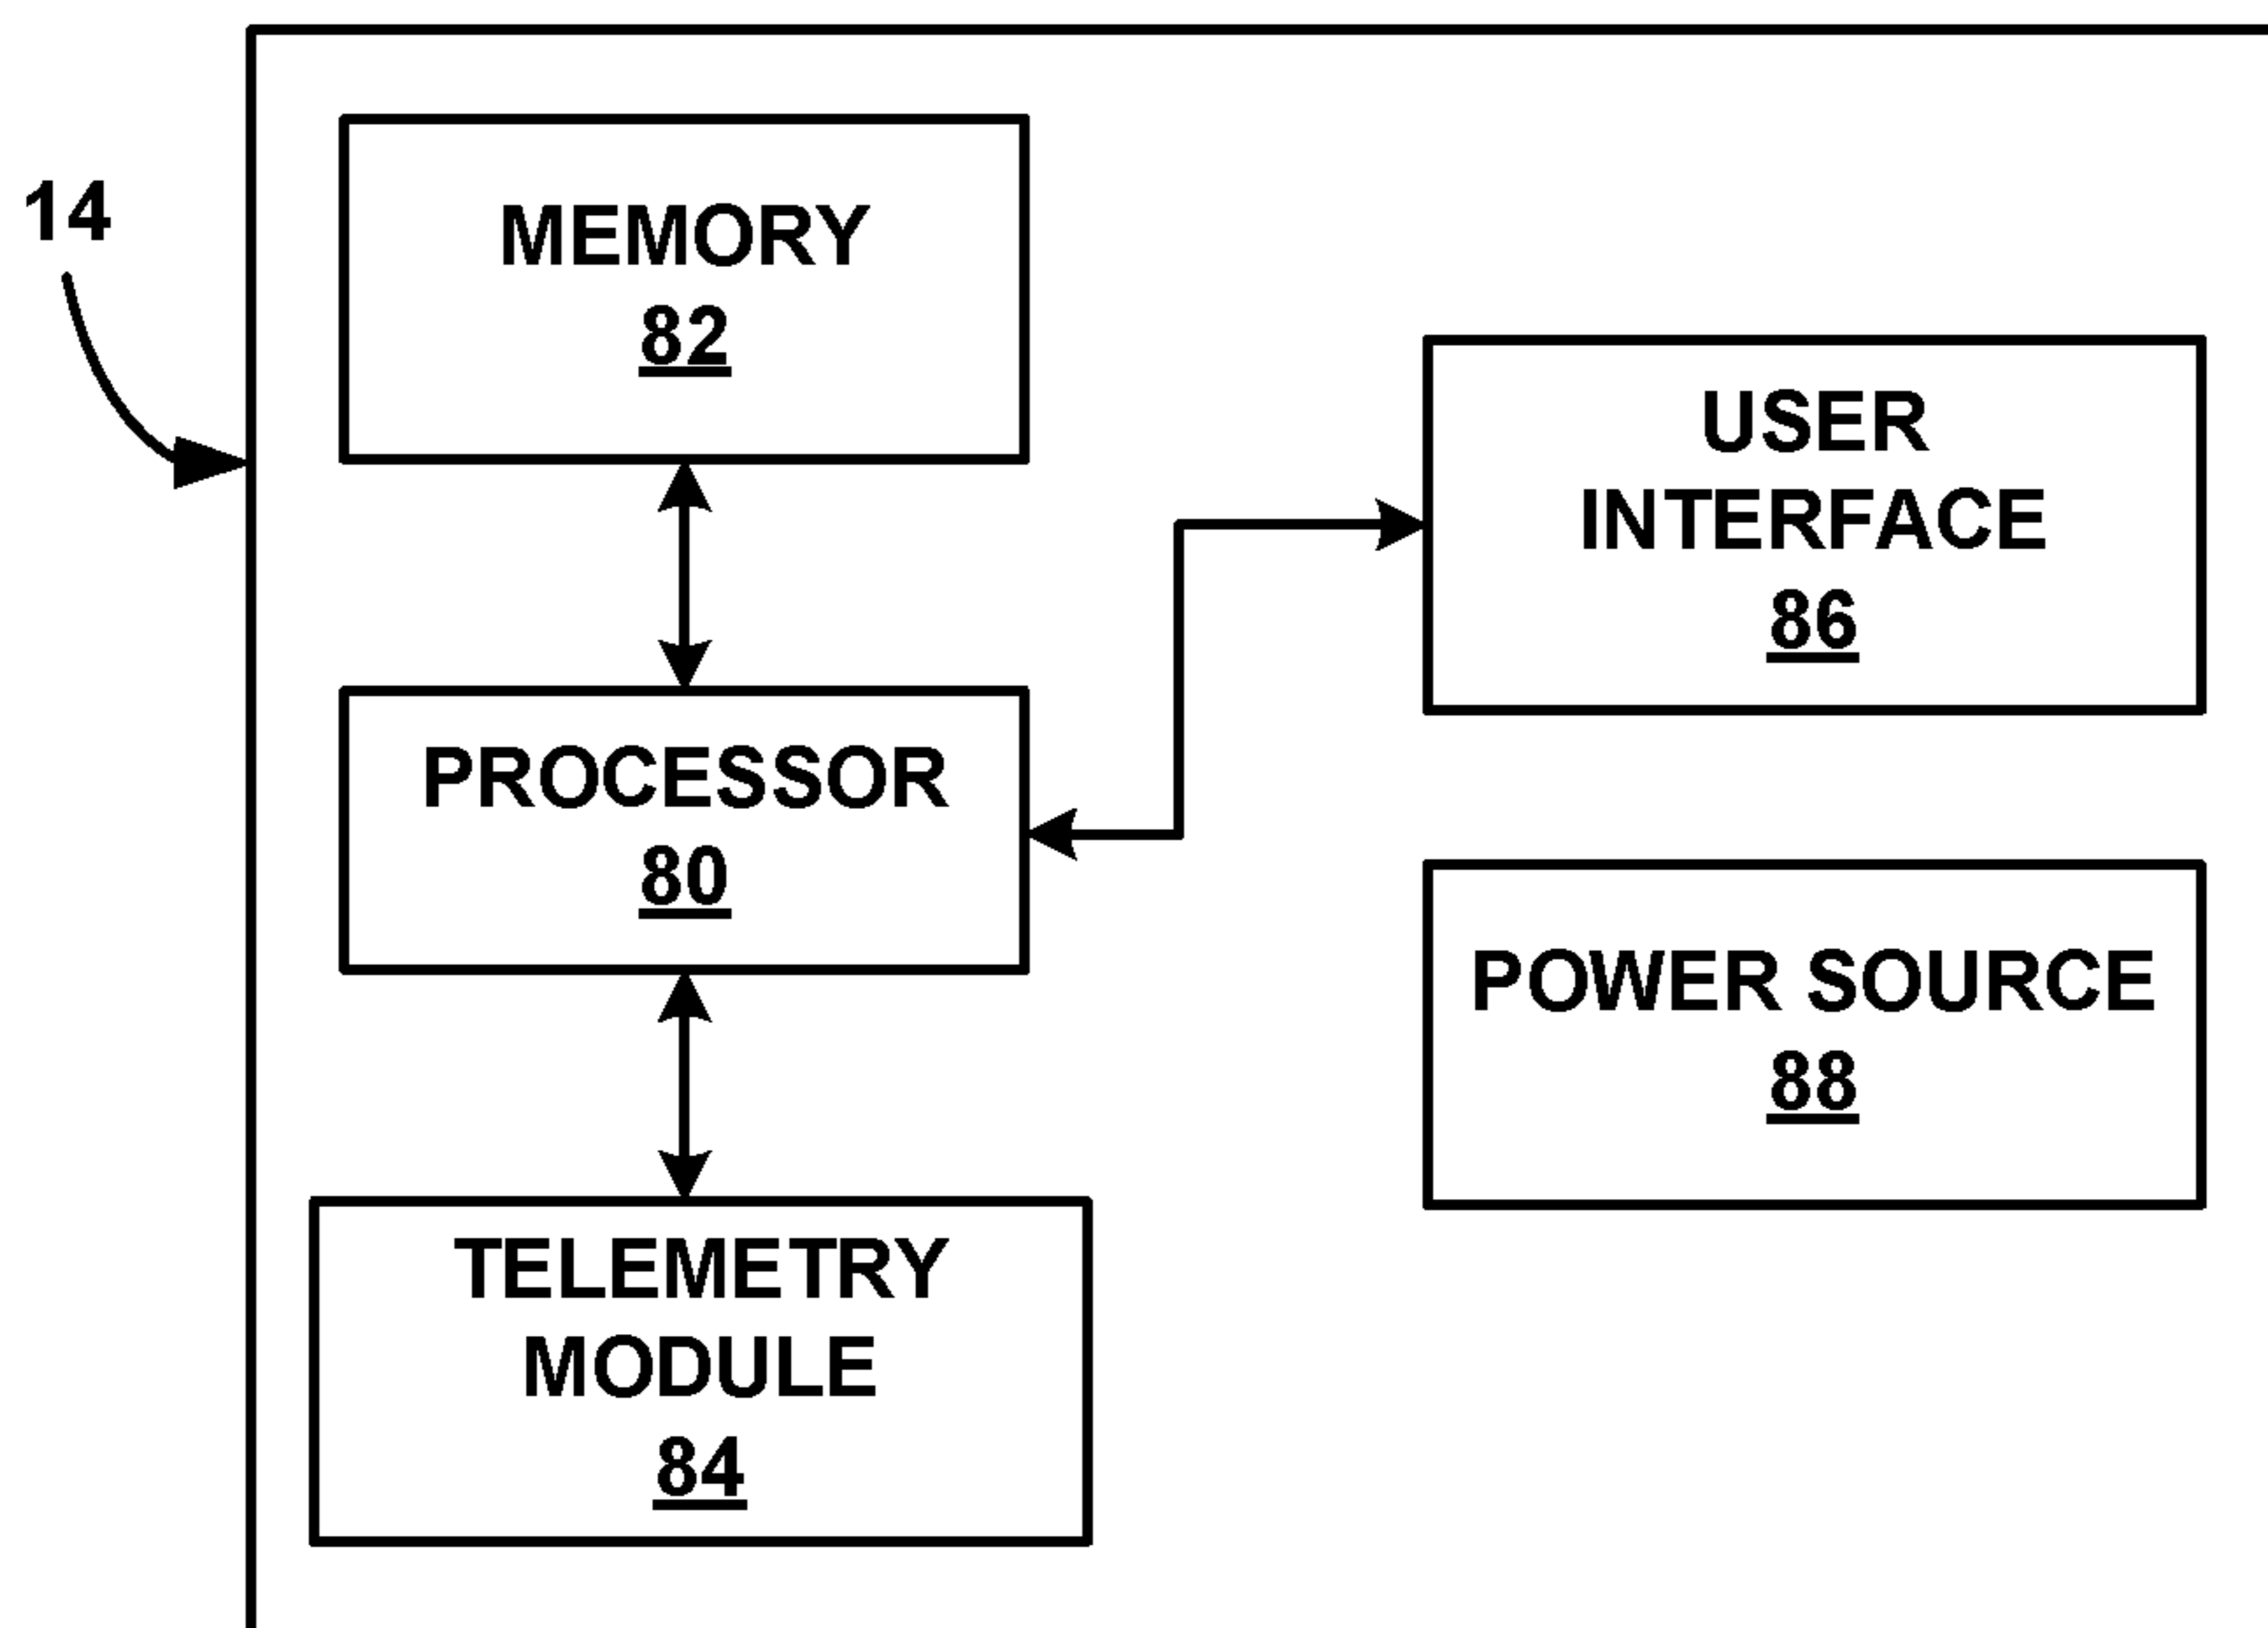 14
MEMORY
82
USER
INTERFACE
86
PROCESSOR
80
POWER SOURCE
88
TELEMETRY
MODULE
84